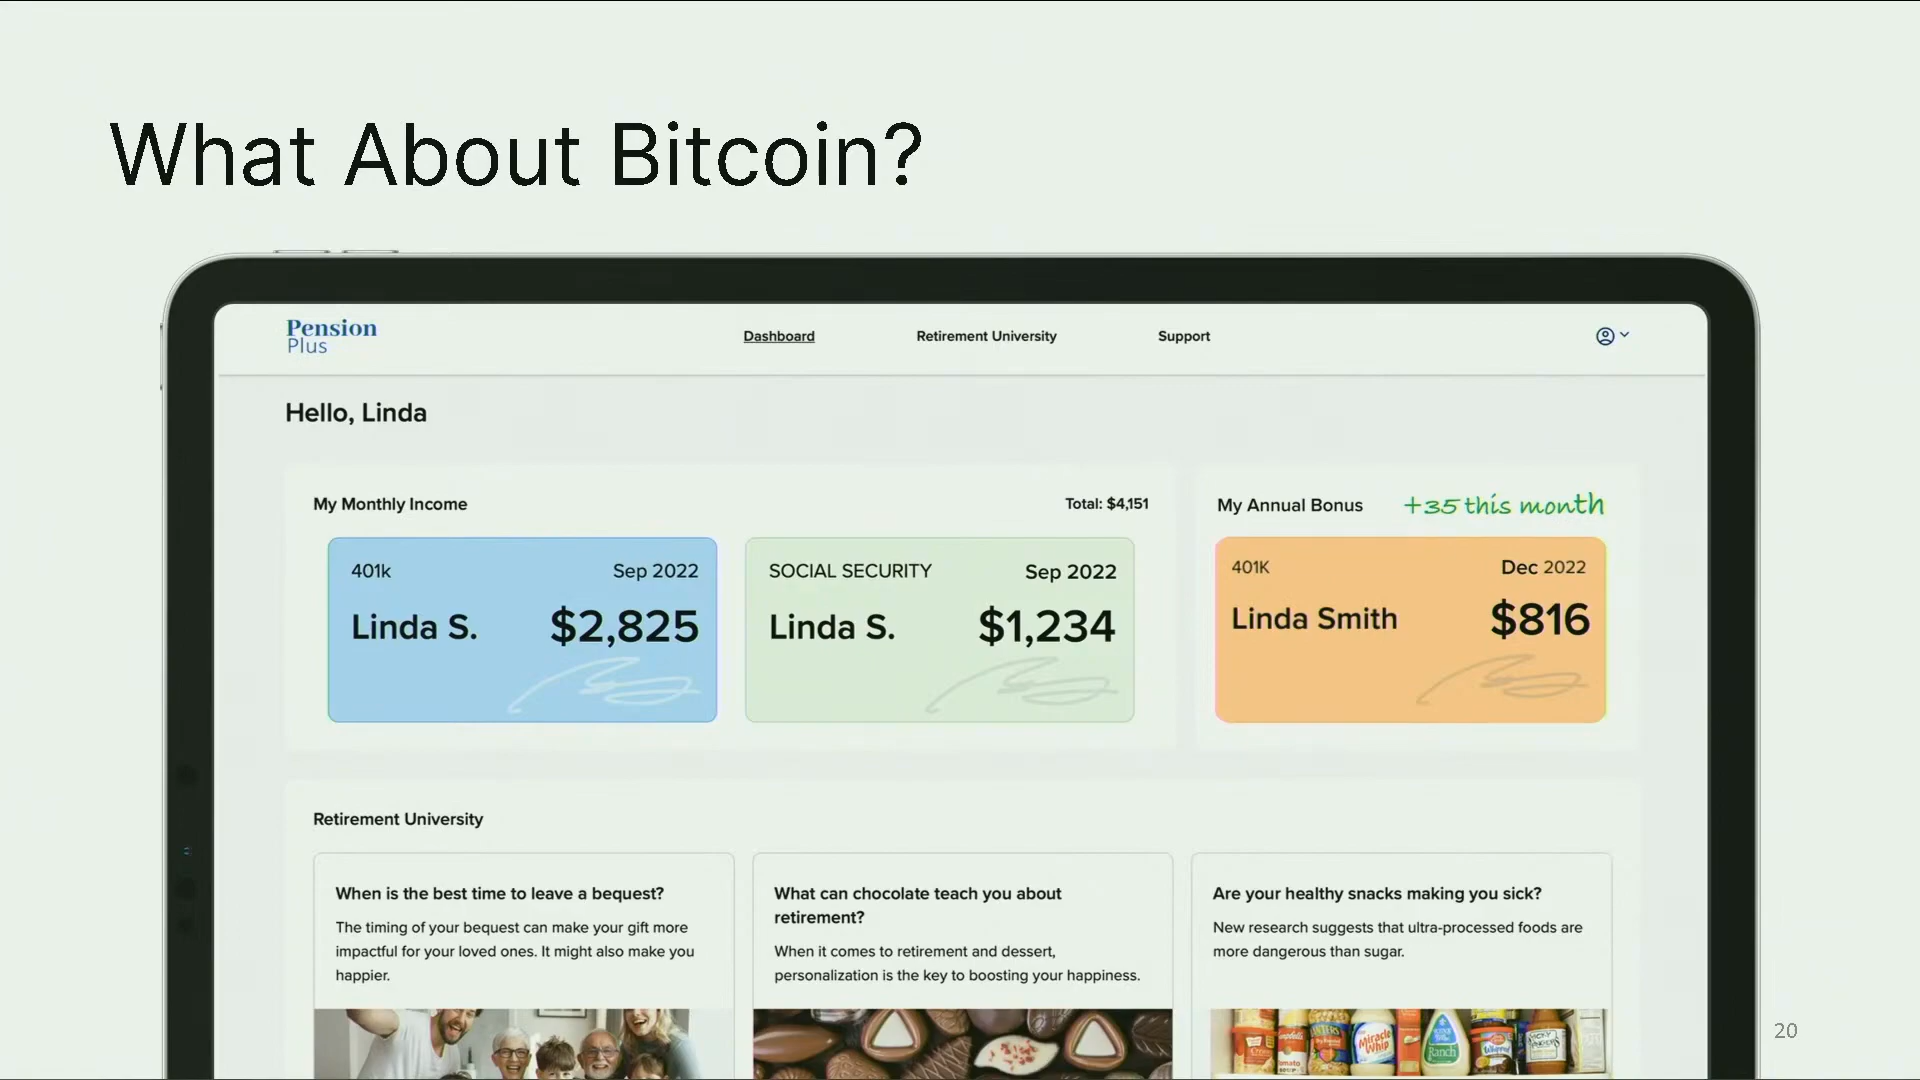 What About Bitcoin?
Pension
Plus
Dashboard
Retirement University
Support
Hello, Linda
My Monthly Income
Total: $4,151
401k
Sep 2022
Linda S.
$2,825
SOCIAL SECURITY
Sep 2022
Linda S.
$1,234
My Annual Bonus
+35 this month
401K
Dec 2022
Linda Smith
$816
Retirement University
When is the best time to leave a bequest?
The timing of your bequest can make your gift more
impactful for your loved ones. It might also make you
happier.
What can chocolate teach you about
retirement?
When it comes to retirement and dessert,
personalization is the key to boosting your happiness.
Are your healthy snacks making you sick?
New research suggests that ultra-processed foods are
more dangerous than sugar.
Miracle
Whip
Ranch
20